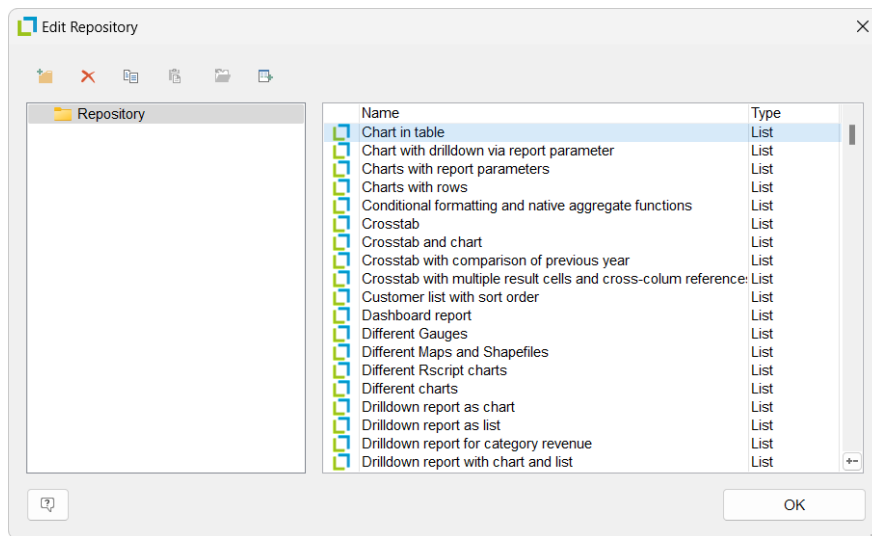 Edit Repository
Repository
Name Type
Chart in table List
Chart with drilldown via report parameter List
Charts with report parameters List
Charts with rows List
Conditional formatting and native aggregate functions List
Crosstab List
Crosstab and chart List
Crosstab with comparison of previous year List
Crosstab with multiple result cells and cross-colum reference: List
Customer list with sort order List
Dashboard report List
Different Gauges List
Different Maps and Shapefiles List
Different Rscript charts List
Different charts List
Drilldown report as chart List
Drilldown report as list List
Drilldown report for category revenue List
Drilldown report with chart and list List
OK